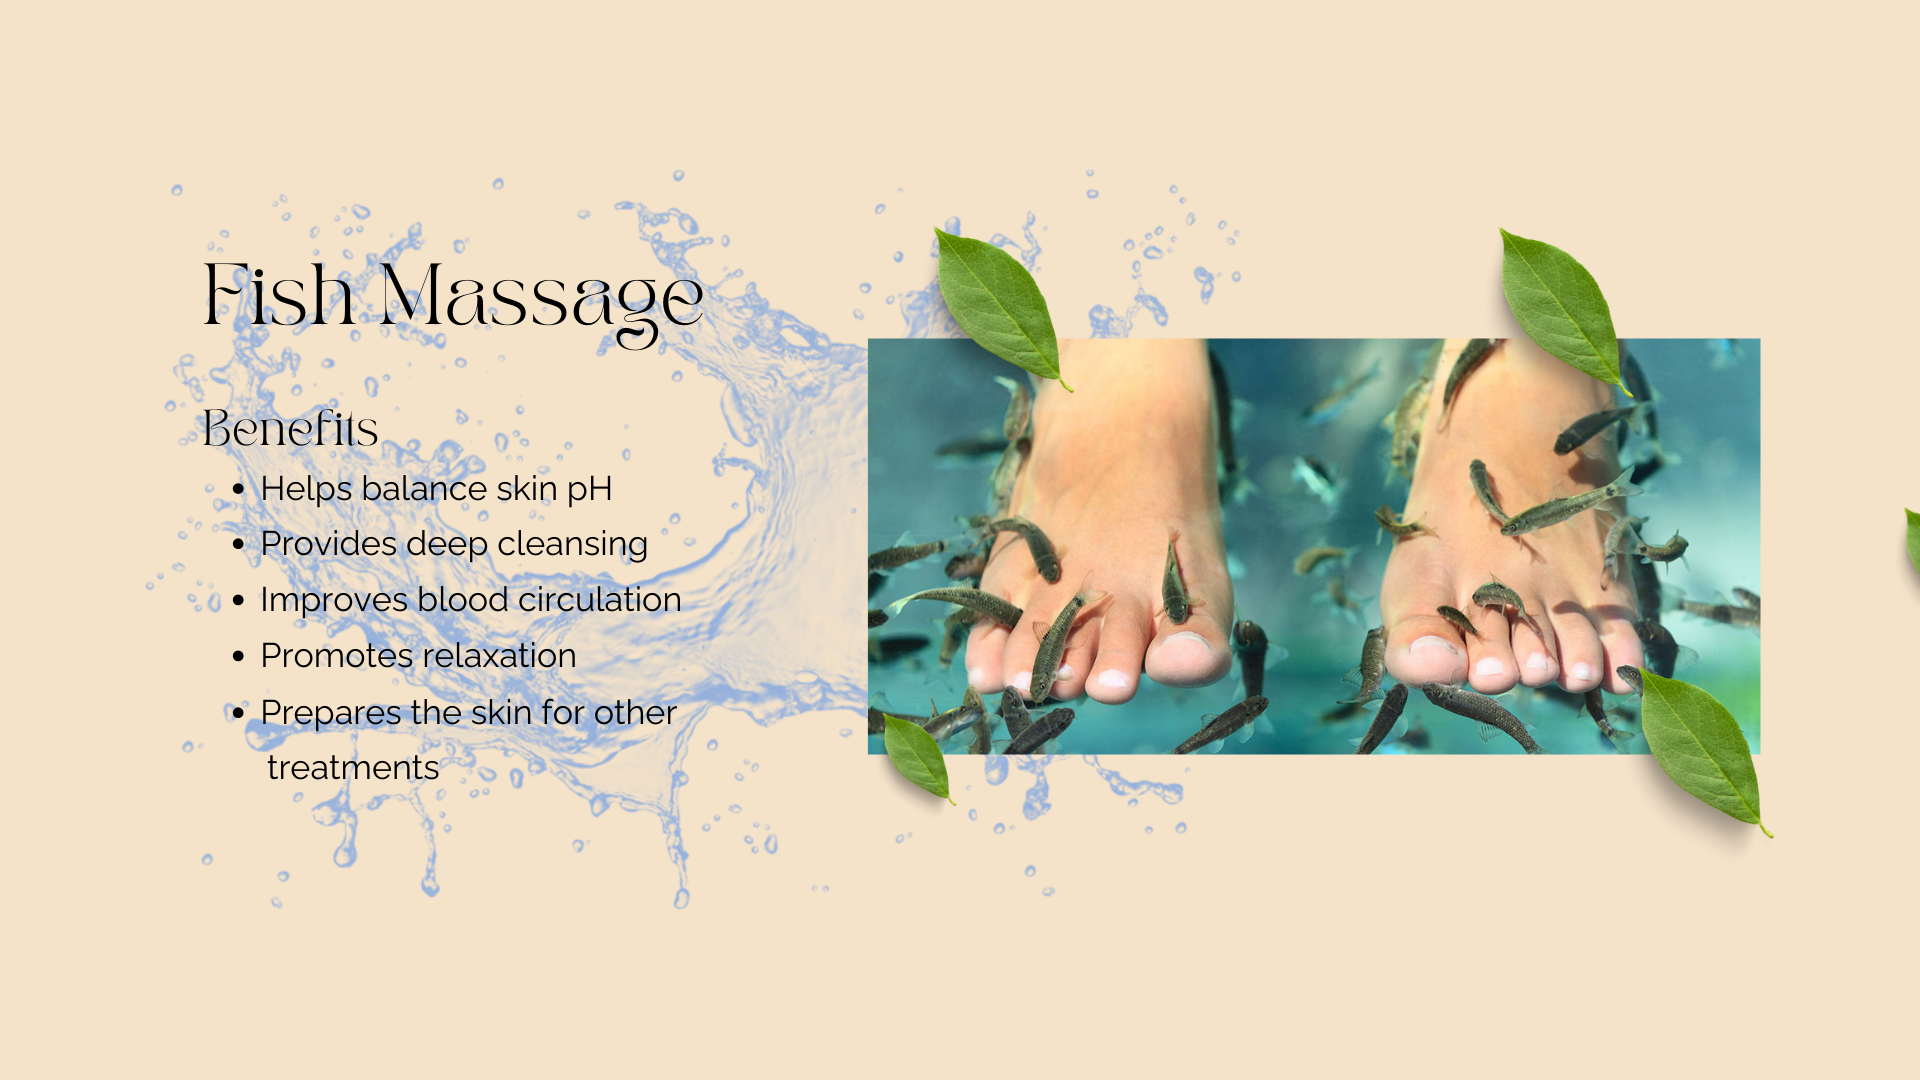 Fish Massage
Benefits
• Helps balance skin pH
• Provides deep cleansing
• Improves blood circulation
• Promotes relaxation
• Prepares the skin for other
treatments